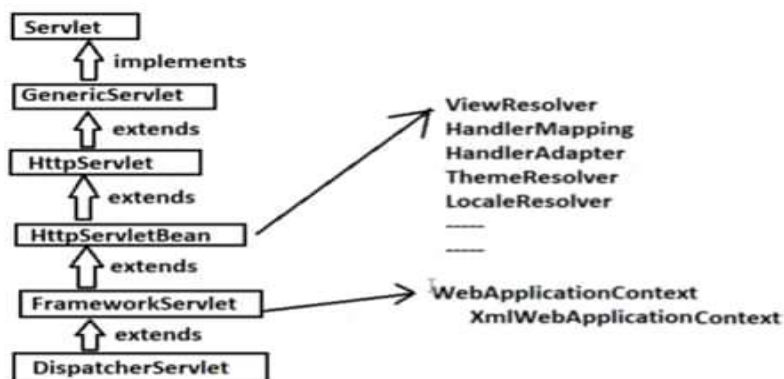 Servlet
implements
GenericServlet
extends
HttpServlet
extends
HttpServletBean
extends
FrameworkServlet
extends
DispatcherServlet
ViewResolver
HandlerMapping
HandlerAdapter
ThemeResolver
LocaleResolver
-----
-----
WebApplicationContext
XmlWebApplicationContext